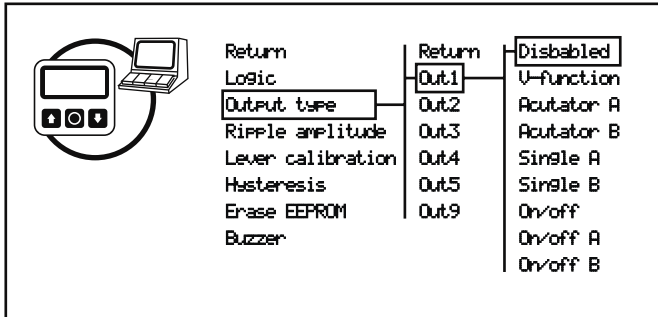 Return
Logic
Output type
Ripple amplitude
Lever calibration
Hysteresis
Erase EEPROM
Buzzer
Return
Out1
Out2
Out3
Out4
Out5
Out9
Disbabled
V-function
Acutator A
Acutator B
Single A
Single B
On/off
On/off A
On/off B